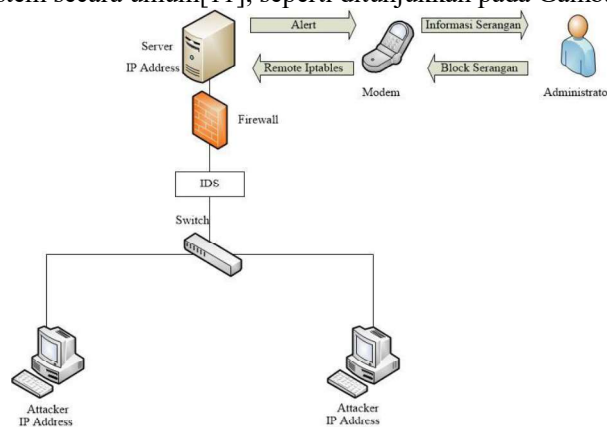 stem secara umum[11], seperti ditunjukkan pada Gamb
Alert
Informasi Serangan
Server
IP Address
Remote Iptables
Block Serangan
Modem
Administrato
Firewall
IDS
Switch
Attacker
IP Address
Attacker
IP Address